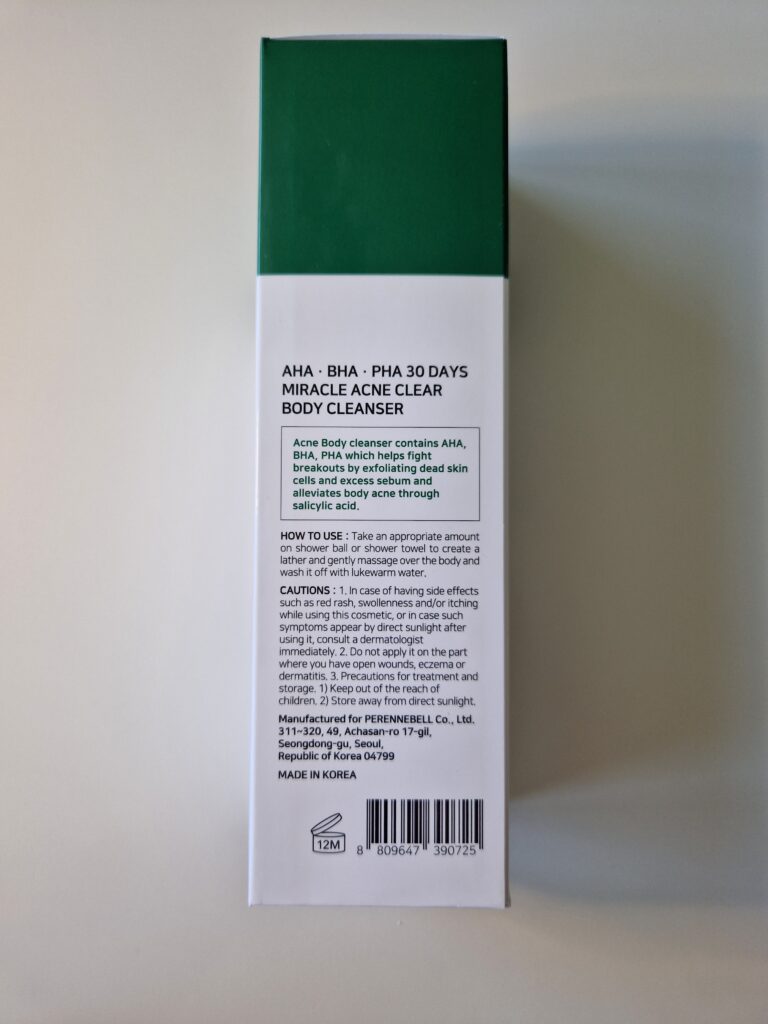 AHA · BHA · PHA 30 DAYS
MIRACLE ACNE CLEAR
BODY CLEANSER
Acne Body cleanser contains AHA,
BHA, PHA which helps fight
breakouts by exfoliating dead skin
cells and excess sebum and
alleviates body acne through
salicylic acid.
HOW TO USE : Take an appropriate amount
on shower ball or shower towel to create a
lather and gently massage over the body and
wash it off with lukewarm water.
CAUTIONS : 1. In case of having side effects
such as red rash, swollenness and/or itching
while using this cosmetic, or in case such
symptoms appear by direct sunlight after
using it, consult a dermatologist
immediately. 2. Do not apply it on the part
where you have open wounds, eczema or
dermatitis. 3. Precautions for treatment and
storage. 1) Keep out of the reach of
children. 2) Store away from direct sunlight.
Manufactured for PERENNEBELL Co., Ltd.
311~320, 49, Achasan-ro 17-gil,
Seongdong-gu, Seoul,
Republic of Korea 04799
MADE IN KOREA
12M
8 809647 390725